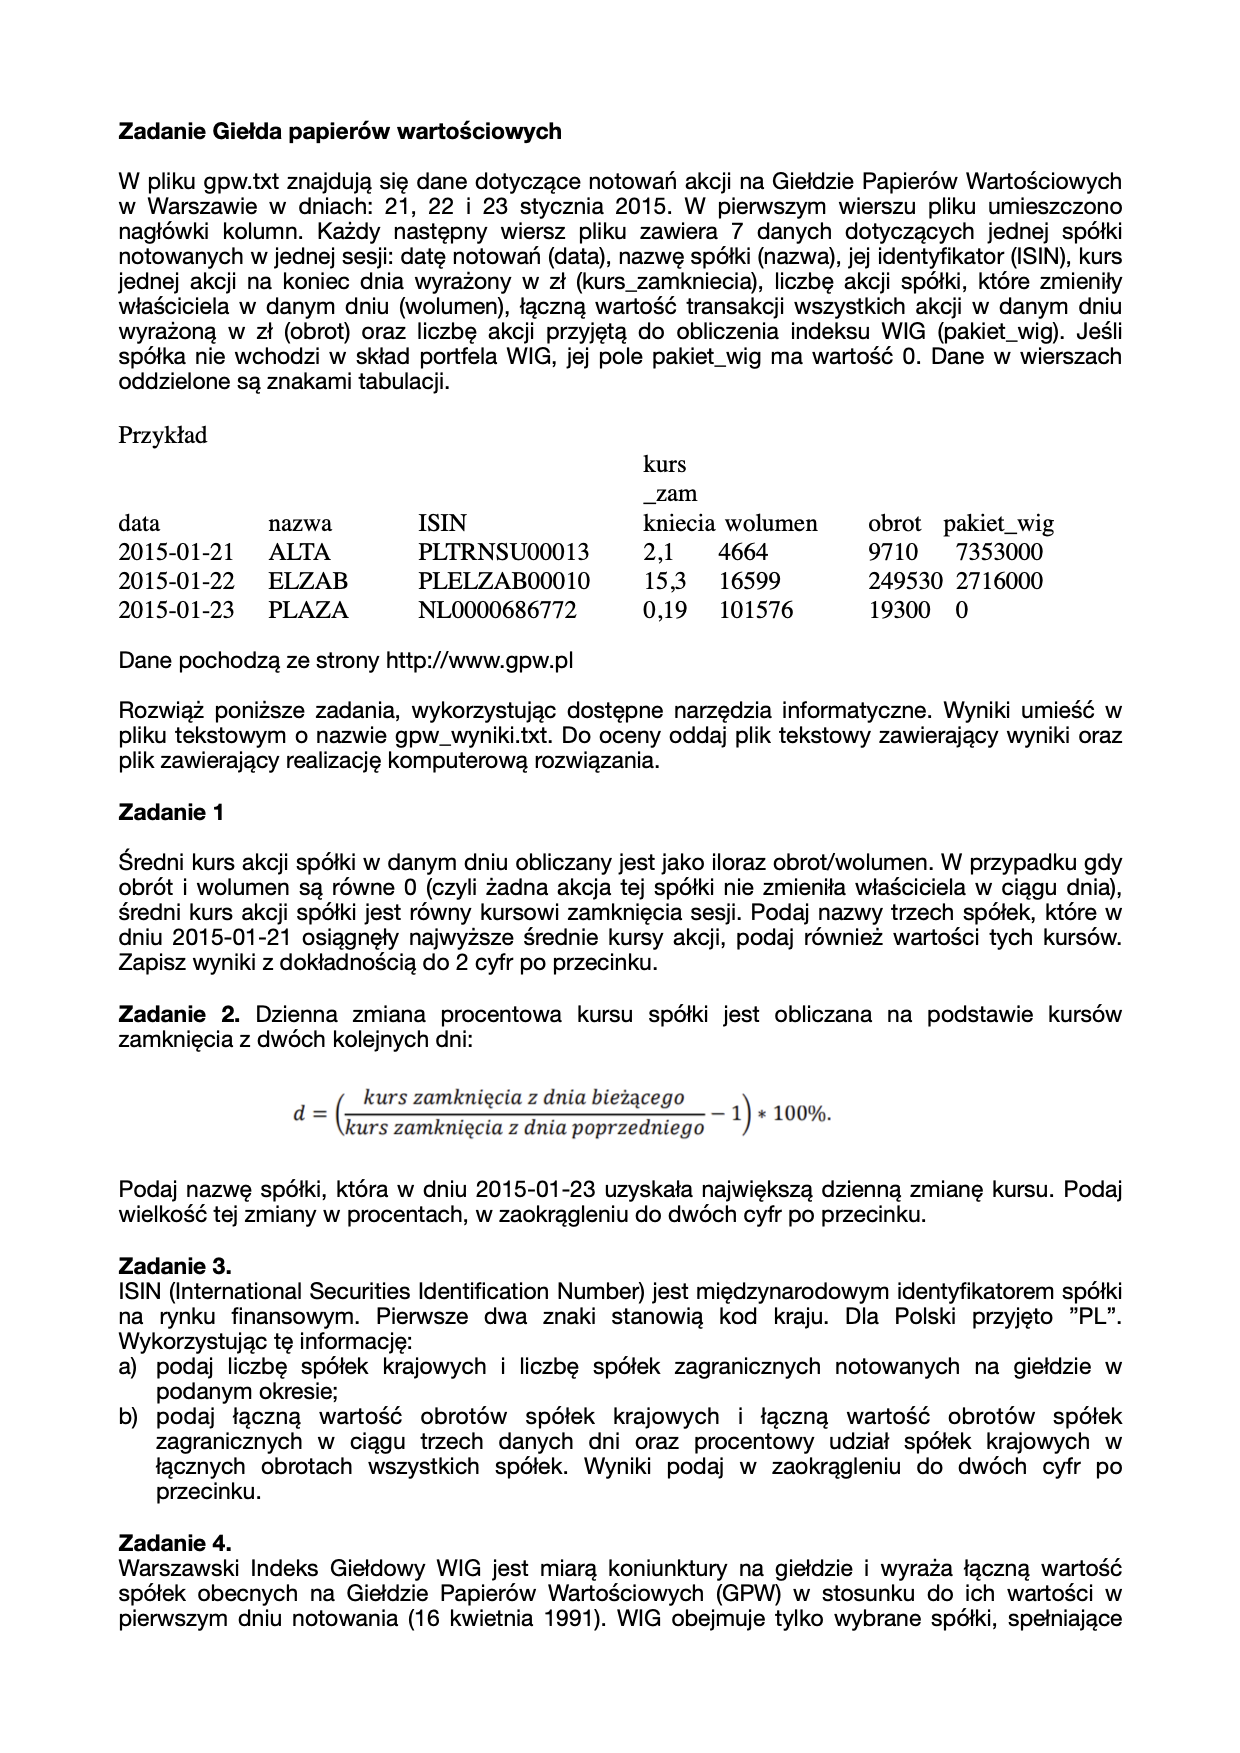 Zadanie Giełda papierów wartościowych
W pliku gpw.txt znajdują się dane dotyczące notowań akcji na Giełdzie Papierów Wartościowych
w Warszawie w dniach: 21, 22 i 23 stycznia 2015. W pierwszym wierszu pliku umieszczono
nagłówki kolumn. Każdy następny wiersz pliku zawiera 7 danych dotyczących jednej spółki
notowanych w jednej sesji: datę notowań (data), nazwę spółki (nazwa), jej identyfikator (ISIN), kurs
jednej akcji na koniec dnia wyrażony w zł (kurs_zamkniecia), liczbę akcji spółki, które zmieniły
właściciela w danym dniu (wolumen), łączną wartość transakcji wszystkich akcji w danym dniu
wyrażoną w zł (obrot) oraz liczbę akcji przyjętą do obliczenia indeksu WIG (pakiet_wig). Jeśli
spółka nie wchodzi w skład portfela WIG, jej pole pakiet_wig ma wartość 0. Dane w wierszach
oddzielone są znakami tabulacji.
Przykład
kurs
_zam
data nazwa ISIN kniecia wolumen obrot pakiet_wig
2015-01-21 ALTA PLTRNSU00013 2,1 4664 9710 7353000
2015-01-22 ELZAB PLELZAB00010 15,3 16599 249530 2716000
2015-01-23 PLAZA NL0000686772 0,19 101576 19300 0
Dane pochodzą ze strony http://www.gpw.pl
Rozwiąż poniższe zadania, wykorzystując dostępne narzędzia informatyczne. Wyniki umieść w
pliku tekstowym o nazwie gpw_wyniki.txt. Do oceny oddaj plik tekstowy zawierający wyniki oraz
plik zawierający realizację komputerową rozwiązania.
Zadanie 1
Średni kurs akcji spółki w danym dniu obliczany jest jako iloraz obrot/wolumen. W przypadku gdy
obrót i wolumen są równe 0 (czyli żadna akcja tej spółki nie zmieniła właściciela w ciągu dnia),
średni kurs akcji spółki jest równy kursowi zamknięcia sesji. Podaj nazwy trzech spółek, które w
dniu 2015-01-21 osiągnęły najwyższe średnie kursy akcji, podaj również wartości tych kursów.
Zapisz wyniki z dokładnością do 2 cyfr po przecinku.
Zadanie 2. Dzienna zmiana procentowa kursu spółki jest obliczana na podstawie kursów
zamknięcia z dwóch kolejnych dni:
kurs zamknięcia z dnia bieżącego
d = ( − 1) * 100%.
kurs zamknięcia z dnia poprzedniego
Podaj nazwę spółki, która w dniu 2015-01-23 uzyskała największą dzienną zmianę kursu. Podaj
wielkość tej zmiany w procentach, w zaokrągleniu do dwóch cyfr po przecinku.
Zadanie 3.
ISIN (International Securities Identification Number) jest międzynarodowym identyfikatorem spółki
na rynku finansowym. Pierwsze dwa znaki stanowią kod kraju. Dla Polski przyjęto ”PL”.
Wykorzystując tę informację:
a) podaj liczbę spółek krajowych i liczbę spółek zagranicznych notowanych na giełdzie w
podanym okresie;
b) podaj łączną wartość obrotów spółek krajowych i łączną wartość obrotów spółek
zagranicznych w ciągu trzech danych dni oraz procentowy udział spółek krajowych w
łącznych obrotach wszystkich spółek. Wyniki podaj w zaokrągleniu do dwóch cyfr po
przecinku.
Zadanie 4.
Warszawski Indeks Giełdowy WIG jest miarą koniunktury na giełdzie i wyraża łączną wartość
spółek obecnych na Giełdzie Papierów Wartościowych (GPW) w stosunku do ich wartości w
pierwszym dniu notowania (16 kwietnia 1991). WIG obejmuje tylko wybrane spółki, spełniające